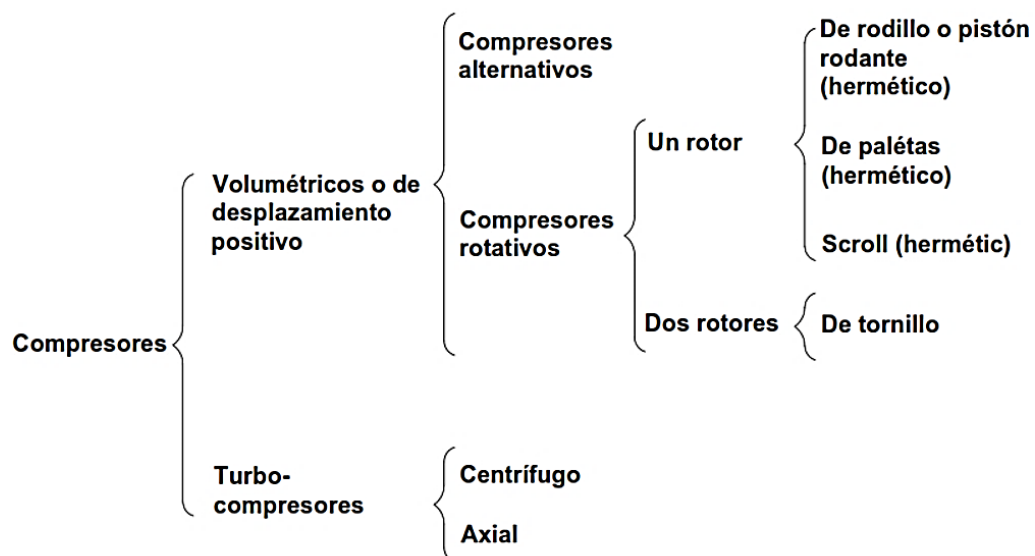 Compresores
Volumétricos o de
desplazamiento
positivo
Compresores
alternativos
Compresores
rotativos
Un rotor
De rodillo o pistón
rodante
(hermético)
De palétas
(hermético)
Scroll (hermétic)
Dos rotores
De tornillo
Turbo-
compresores
Centrífugo
Axial